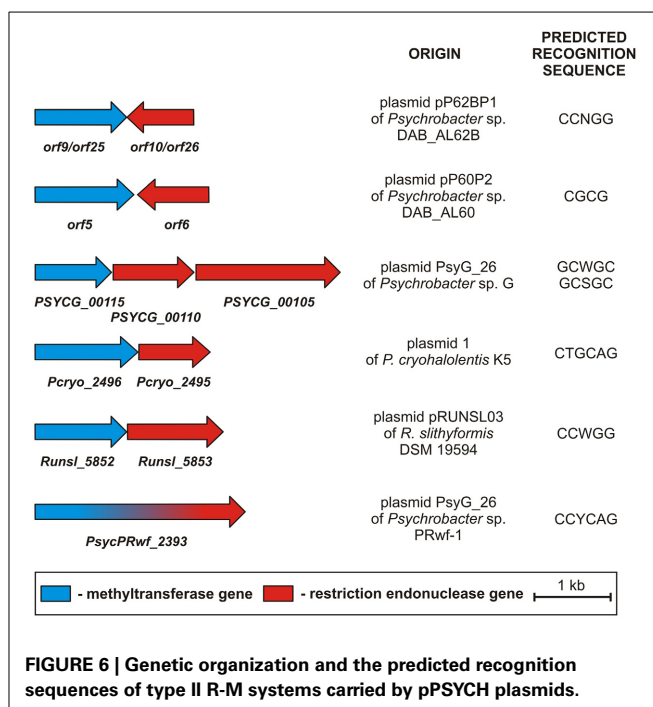 ORIGIN
PREDICTED
RECOGNITION
SEQUENCE
orf9/orf25 orf10/orf26
plasmid pP62BP1
of Psychrobacter sp.
DAB_AL62B
CCNGG
orf5 orf6
plasmid pP60P2
of Psychrobacter sp.
DAB_AL60
CGCG
PSYCG_00115 PSYCG_00105
PSYCG_00110
plasmid PsyG_26
of Psychrobacter sp. G
GCWGC
GCSGC
Pcryo_2496 Pcryo_2495
plasmid 1
of P. cryohalolentis K5
CTGCAG
Runsl_5852 Runsl_5853
plasmid pRUNSL03
of R. slithyformis
DSM 19594
CCWGG
PsycPRwf_2393
plasmid PsyG_26
of Psychrobacter sp.
PRwf-1
CCYCAG
- methyltransferase gene - restriction endonuclease gene 1 kb
FIGURE 6 | Genetic organization and the predicted recognition
sequences of type II R-M systems carried by pPSYCH plasmids.